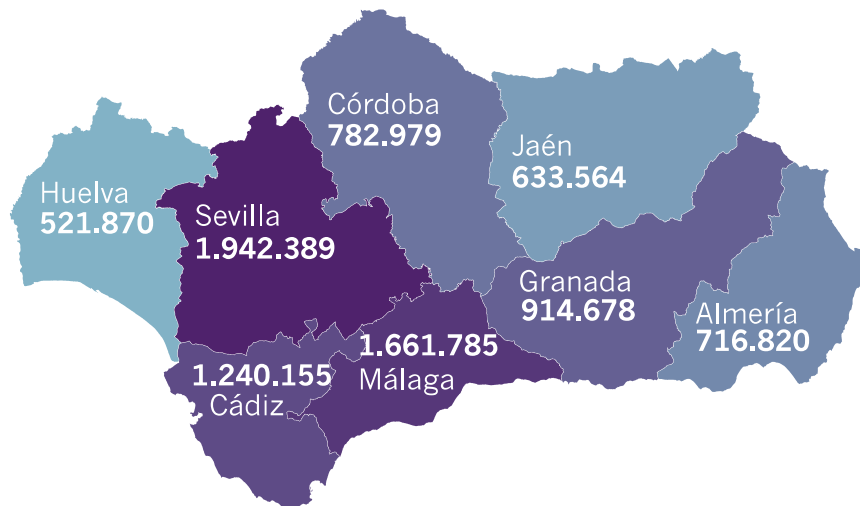 Córdoba
782.979
Jaén
633.564
Huelva
521.870
Sevilla
1.942.389
Granada
914.678
Almería
716.820
1.661.785
Málaga
1.240.155
Cádiz